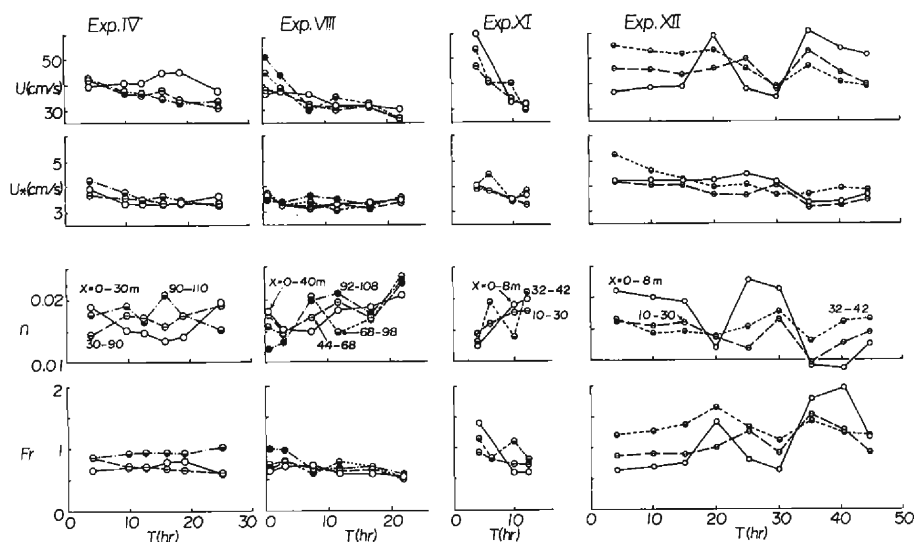 Exp.IV Exp.VIII Exp.XI Exp.XII
50
U(cm/s)
30
5
U*(cm/s)
3
X=0-30m 90-110 X=0-40m 92-108 X=0-8m 32-42 X=0-8m
0.02
10-30 10-30 32-42
n
68-98
30-90 44-68
0.01
2
Fr 1
0
0 10 20 30 0 10 20 0 10 0 10 20 30 40 50
T(hr) T(hr) T(hr) T(hr)